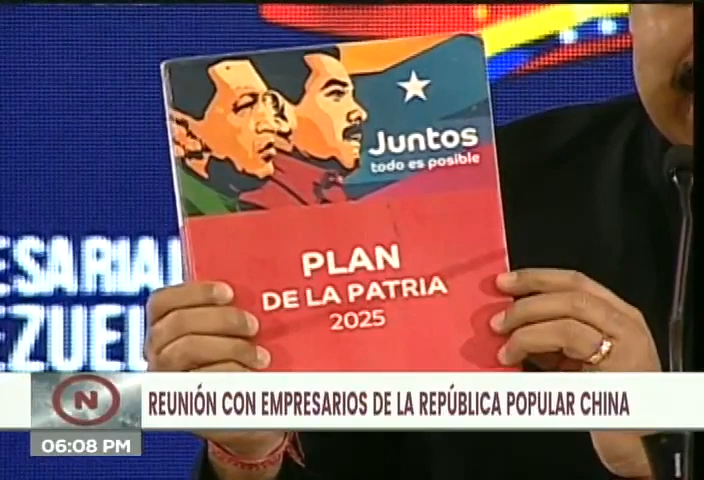 Juntos
todo es posible
PLAN
DE LA PATRIA
2025
ESARIAL
EZUEL
N
REUNIÓN CON EMPRESARIOS DE LA REPÚBLICA POPULAR CHINA
06:08 PM